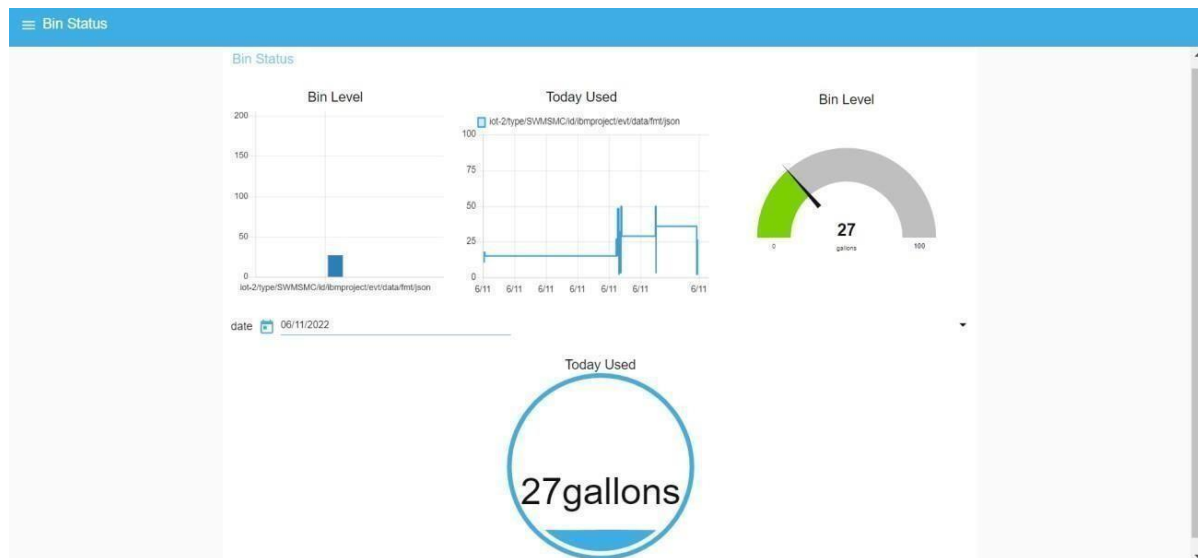 Bin Status
Bin Status
Bin Level
200
150
100
50
0
iot-2/type/SWMSMC/id/ibmproject/evt/data/fmt/json
Today Used
iot-2/type/SWMSMC/id/ibmproject/evt/data/fmt/json
100
75
50
25
0
6/11 6/11 6/11 6/11 6/11 6/11 6/11
Bin Level
27
gallons
0 100
date 06/11/2022
Today Used
27gallons